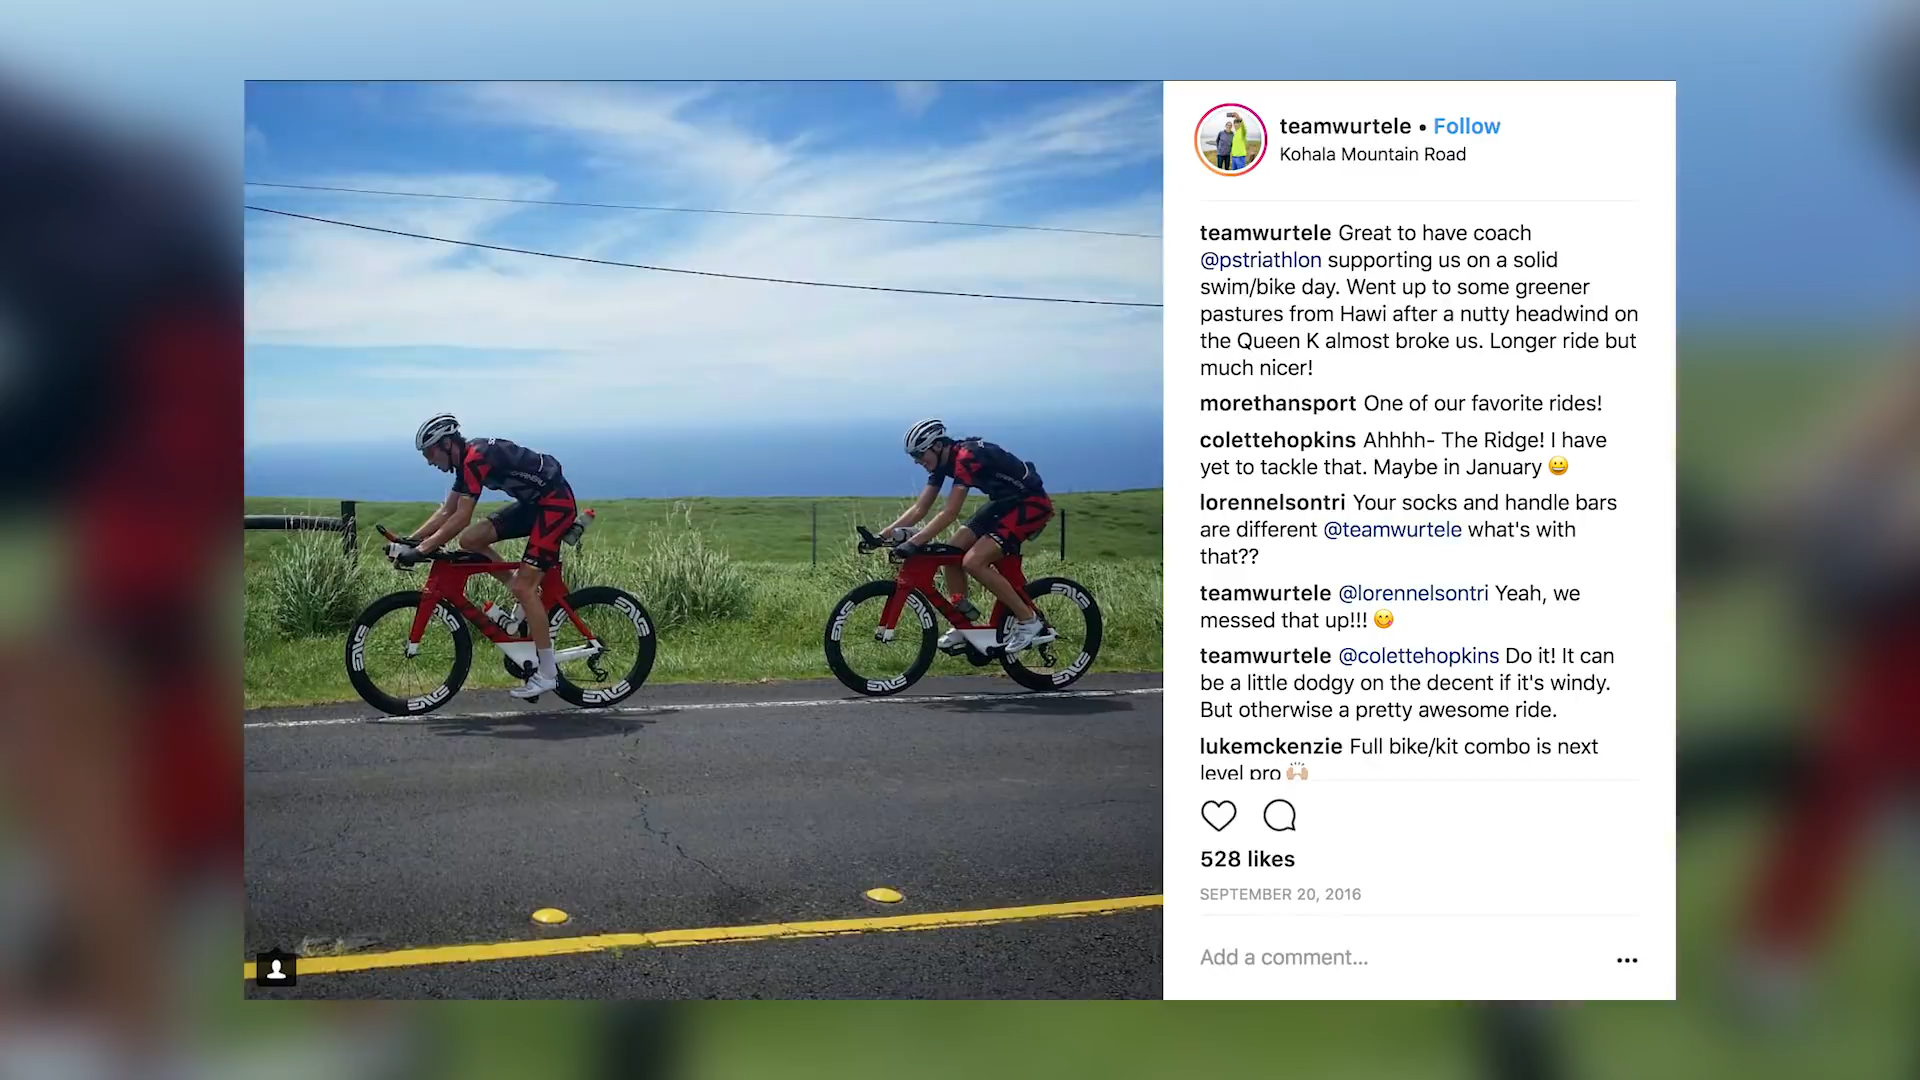 teamwurtele • Follow
Kohala Mountain Road
teamwurtele Great to have coach
@pstriathlon supporting us on a solid
swim/bike day. Went up to some greener
pastures from Hawi after a nutty headwind on
the Queen K almost broke us. Longer ride but
much nicer!
morethansport One of our favorite rides!
colettehopkins Ahhhh- The Ridge! I have
yet to tackle that. Maybe in January 😀
lorennelsontri Your socks and handle bars
are different @teamwurtele what's with
that??
teamwurtele @lorennelsontri Yeah, we
messed that up!!! 😋
teamwurtele @colettehopkins Do it! It can
be a little dodgy on the decent if it's windy.
But otherwise a pretty awesome ride.
lukemckenzie Full bike/kit combo is next
level pro 🙌🏼
528 likes
SEPTEMBER 20, 2016
Add a comment...
GARNEAU
ENVE
ENVE
ENVE
ENVE